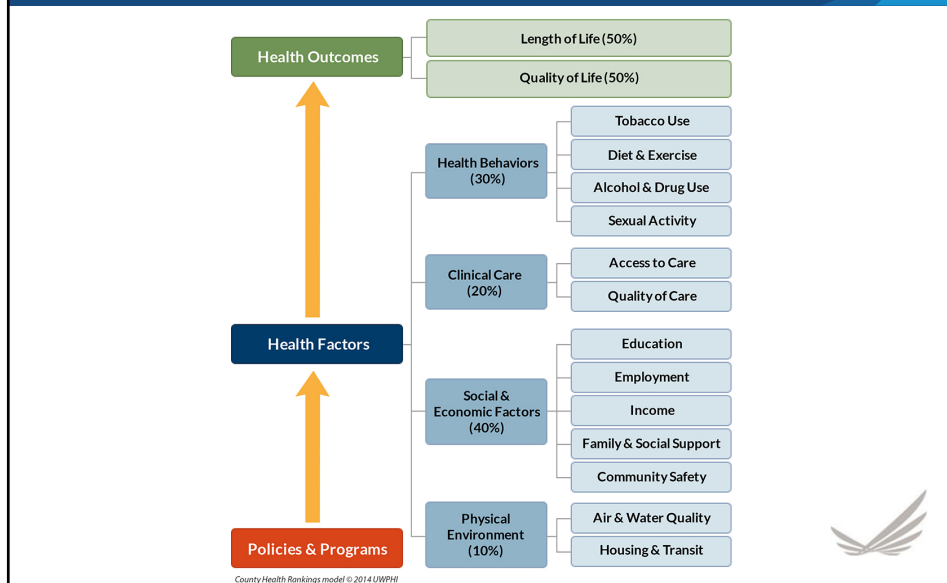 Health Outcomes
Length of Life (50%)
Quality of Life (50%)
Health Behaviors
(30%)
Tobacco Use
Diet & Exercise
Alcohol & Drug Use
Sexual Activity
Clinical Care
(20%)
Access to Care
Quality of Care
Health Factors
Social &
Economic Factors
(40%)
Education
Employment
Income
Family & Social Support
Community Safety
Physical
Environment
(10%)
Air & Water Quality
Housing & Transit
Policies & Programs
County Health Rankings model © 2014 UWPHI